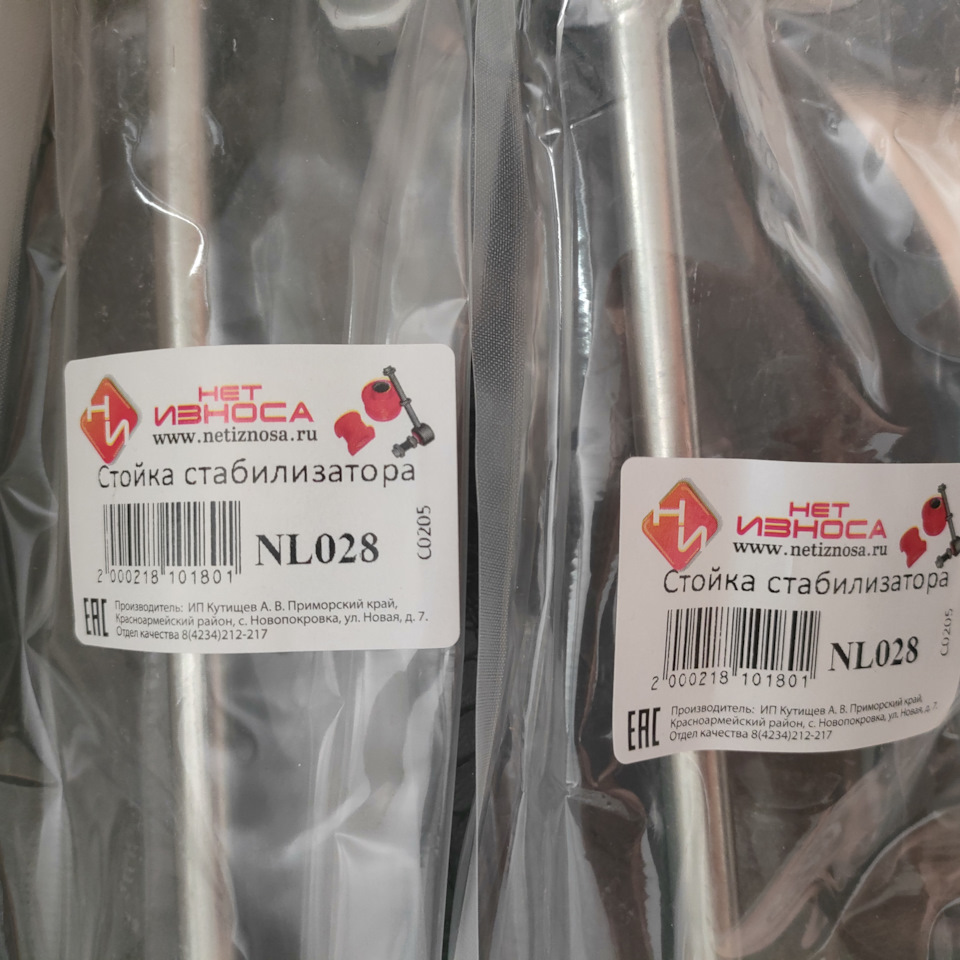 НИ
НЕТ
ИЗНОСА
www.netiznosa.ru
Стойка стабилизатора
NL028
C0205
2 000218 101801
EAC
Производитель: ИП Кутищев А. В. Приморский край,
Красноармейский район, с. Новопокровка, ул. Новая, д. 7.
Отдел качества 8(4234)212-217
НИ
НЕТ
ИЗНОСА
www.netiznosa.ru
Стойка стабилизатора
NL028
C0205
2 000218 101801
EAC
Производитель: ИП Кутищев А. В. Приморский край,
Красноармейский район, с. Новопокровка, ул. Новая, д. 7.
Отдел качества 8(4234)212-217